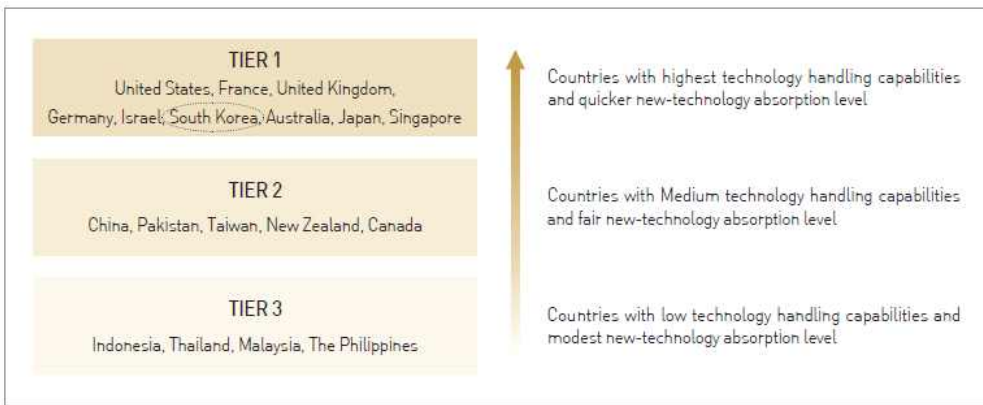 TIER 1
United States, France, United Kingdom,
Germany, Israel, South Korea, Australia, Japan, Singapore
Countries with highest technology handling capabilities
and quicker new-technology absorption level
TIER 2
China, Pakistan, Taiwan, New Zealand, Canada
Countries with Medium technology handling capabilities
and fair new-technology absorption level
TIER 3
Indonesia, Thailand, Malaysia, The Philippines
Countries with low technology handling capabilities and
modest new-technology absorption level